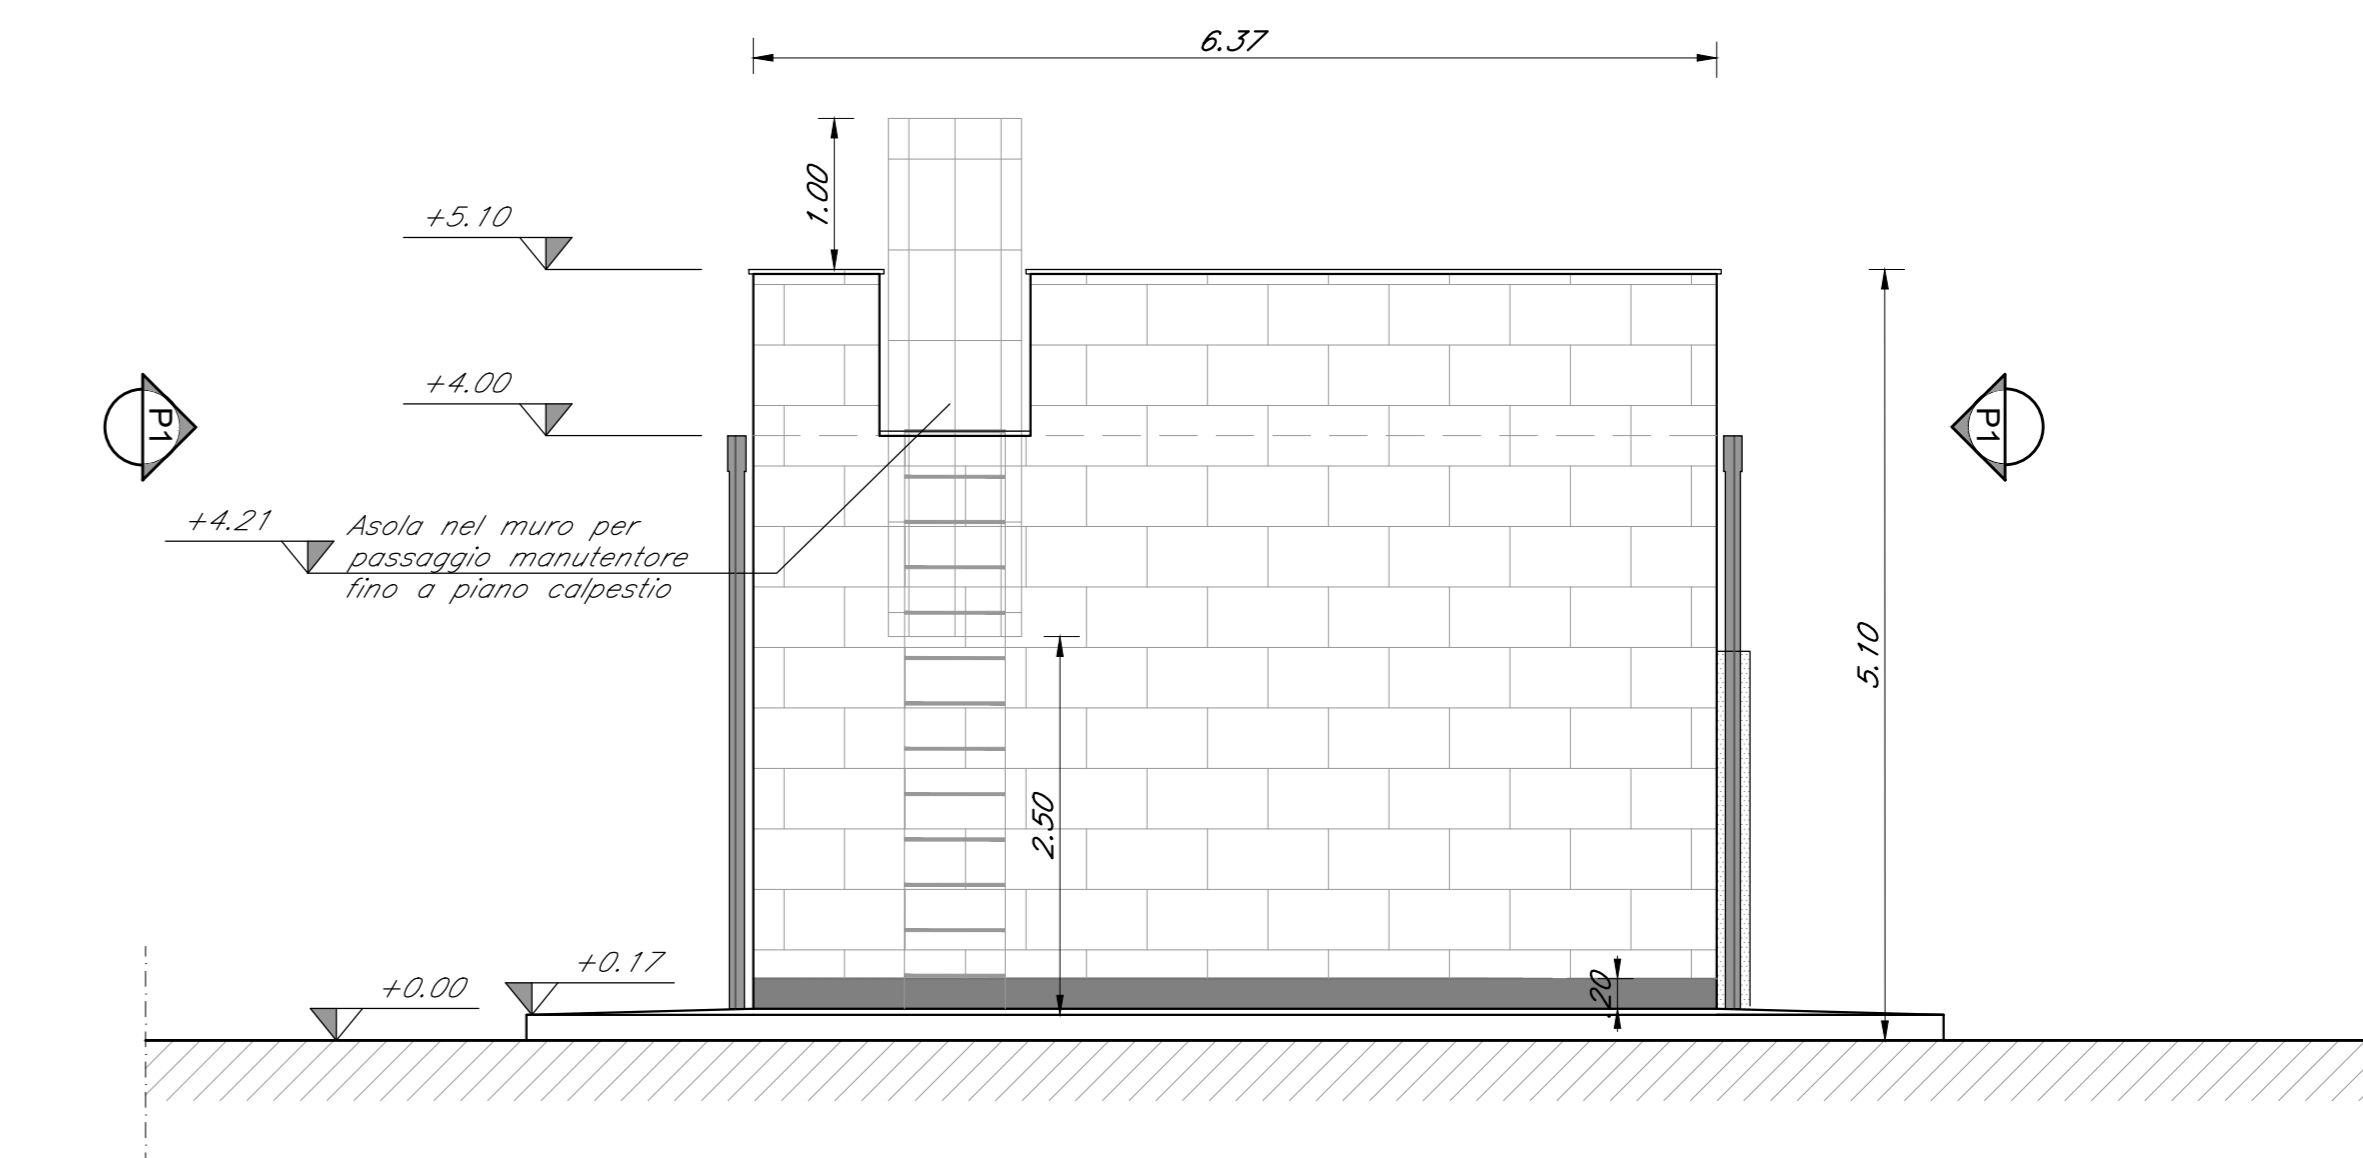 6.37
1.00
+5.10
+4.00
P1
P1
+4.21
Asola nel muro per
passaggio manutentore
fino a piano calpestio
5.10
2.50
+0.17
+0.00
.20